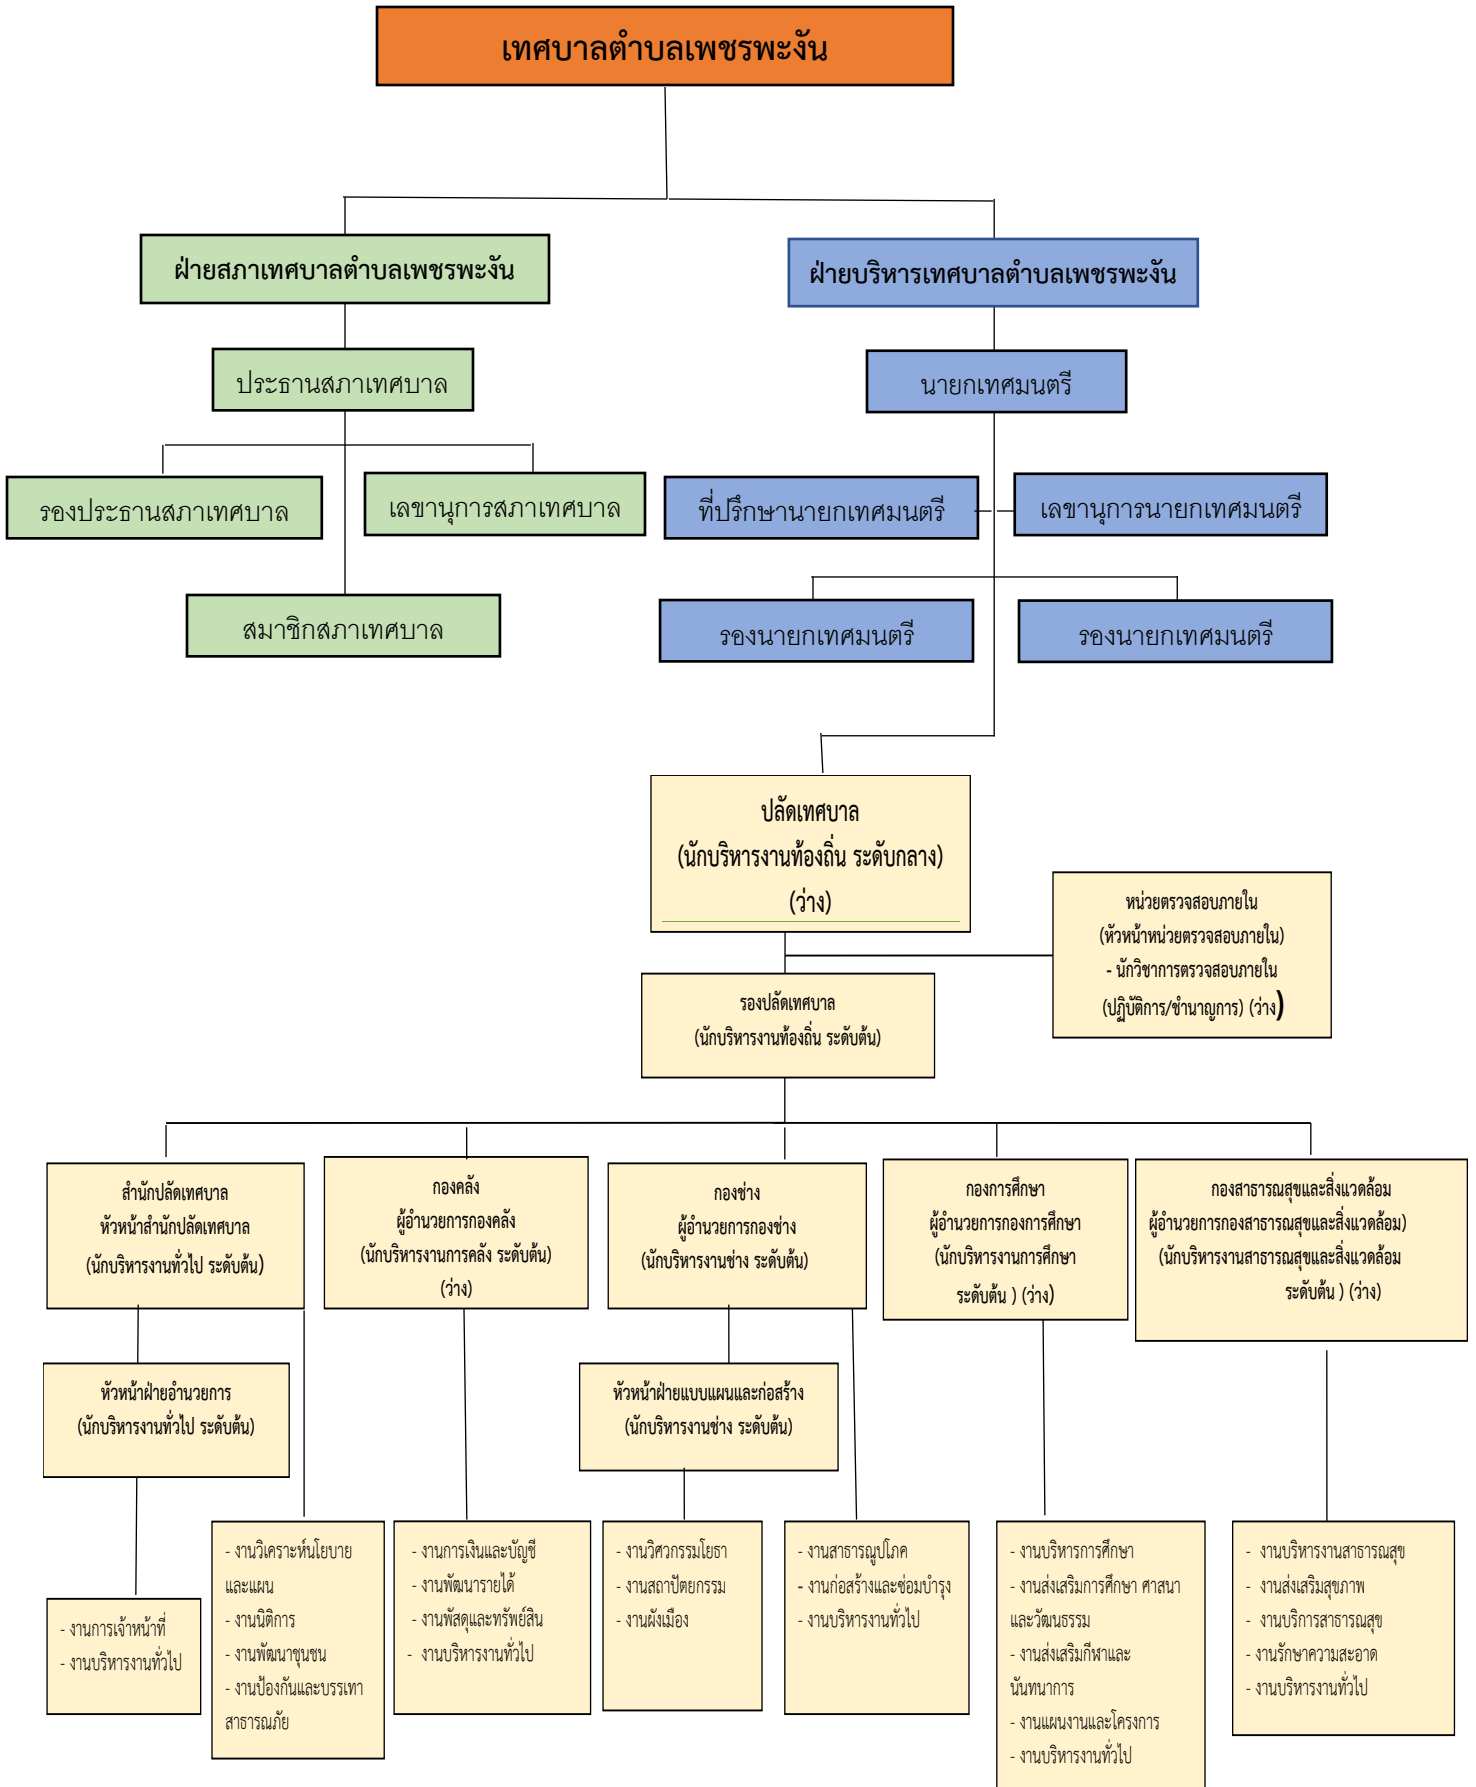 เทศบาลตำบลเพชรพะงัน
ฝ่ายสภาเทศบาลตำบลเพชรพะงัน
ฝ่ายบริหารเทศบาลตำบลเพชรพะงัน
ประธานสภาเทศบาล
นายกเทศมนตรี
รองประธานสภาเทศบาล
เลขานุการสภาเทศบาล
ที่ปรึกษานายกเทศมนตรี
เลขานุการนายกเทศมนตรี
สมาชิกสภาเทศบาล
รองนายกเทศมนตรี
รองนายกเทศมนตรี
ปลัดเทศบาล
(นักบริหารงานท้องถิ่น ระดับกลาง)
(ว่าง)
หน่วยตรวจสอบภายใน
(หัวหน้าหน่วยตรวจสอบภายใน)
- นักวิชาการตรวจสอบภายใน
(ปฏิบัติการ/ชำนาญการ) (ว่าง)
รองปลัดเทศบาล
(นักบริหารงานท้องถิ่น ระดับต้น)
สำนักปลัดเทศบาล
หัวหน้าสำนักปลัดเทศบาล
(นักบริหารงานทั่วไป ระดับต้น)
กองคลัง
ผู้อำนวยการกองคลัง
(นักบริหารงานการคลัง ระดับต้น)
(ว่าง)
กองช่าง
ผู้อำนวยการกองช่าง
(นักบริหารงานช่าง ระดับต้น)
กองการศึกษา
ผู้อำนวยการกองการศึกษา
(นักบริหารงานการศึกษา
ระดับต้น ) (ว่าง)
กองสาธารณสุขและสิ่งแวดล้อม
ผู้อำนวยการกองสาธารณสุขและสิ่งแวดล้อม)
(นักบริหารงานสาธารณสุขและสิ่งแวดล้อม
ระดับต้น ) (ว่าง)
หัวหน้าฝ่ายอำนวยการ
(นักบริหารงานทั่วไป ระดับต้น)
หัวหน้าฝ่ายแบบแผนและก่อสร้าง
(นักบริหารงานช่าง ระดับต้น)
- งานการเจ้าหน้าที่
- งานบริหารงานทั่วไป
- งานวิเคราะห์นโยบาย
และแผน
- งานนิติการ
- งานพัฒนาชุมชน
- งานป้องกันและบรรเทา
สาธารณภัย
- งานการเงินและบัญชี
- งานพัฒนารายได้
- งานพัสดุและทรัพย์สิน
- งานบริหารงานทั่วไป
- งานวิศวกรรมโยธา
- งานสถาปัตยกรรม
- งานผังเมือง
- งานสาธารณูปโภค
- งานก่อสร้างและซ่อมบำรุง
- งานบริหารงานทั่วไป
- งานบริหารการศึกษา
- งานส่งเสริมการศึกษา ศาสนา
และวัฒนธรรม
- งานส่งเสริมกีฬาและ
นันทนาการ
- งานแผนงานและโครงการ
- งานบริหารงานทั่วไป
- งานบริหารงานสาธารณสุข
- งานส่งเสริมสุขภาพ
- งานบริการสาธารณสุข
- งานรักษาความสะอาด
- งานบริหารงานทั่วไป